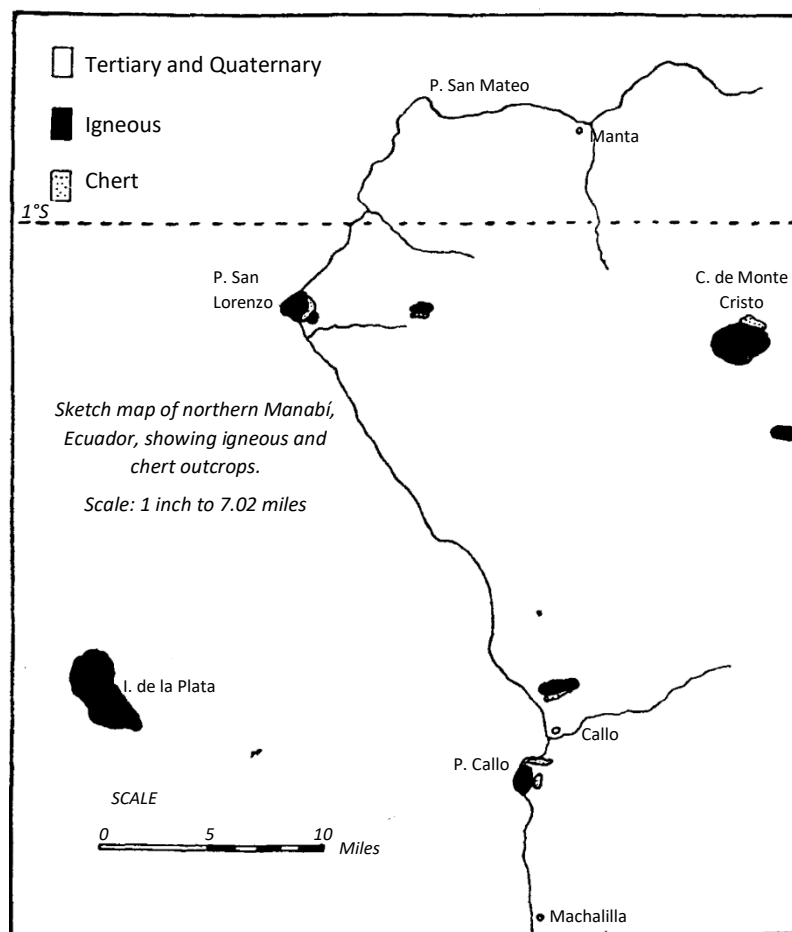 Tertiary and Quaternary
Igneous
Chert
P. San Mateo
Manta
1°S
P. San
Lorenzo
C. de Monte
Cristo
Sketch map of northern Manabí,
Ecuador, showing igneous and
chert outcrops.
Scale: 1 inch to 7.02 miles
I. de la Plata
Callo
P. Callo
SCALE
0 5 10
Miles
Machalilla